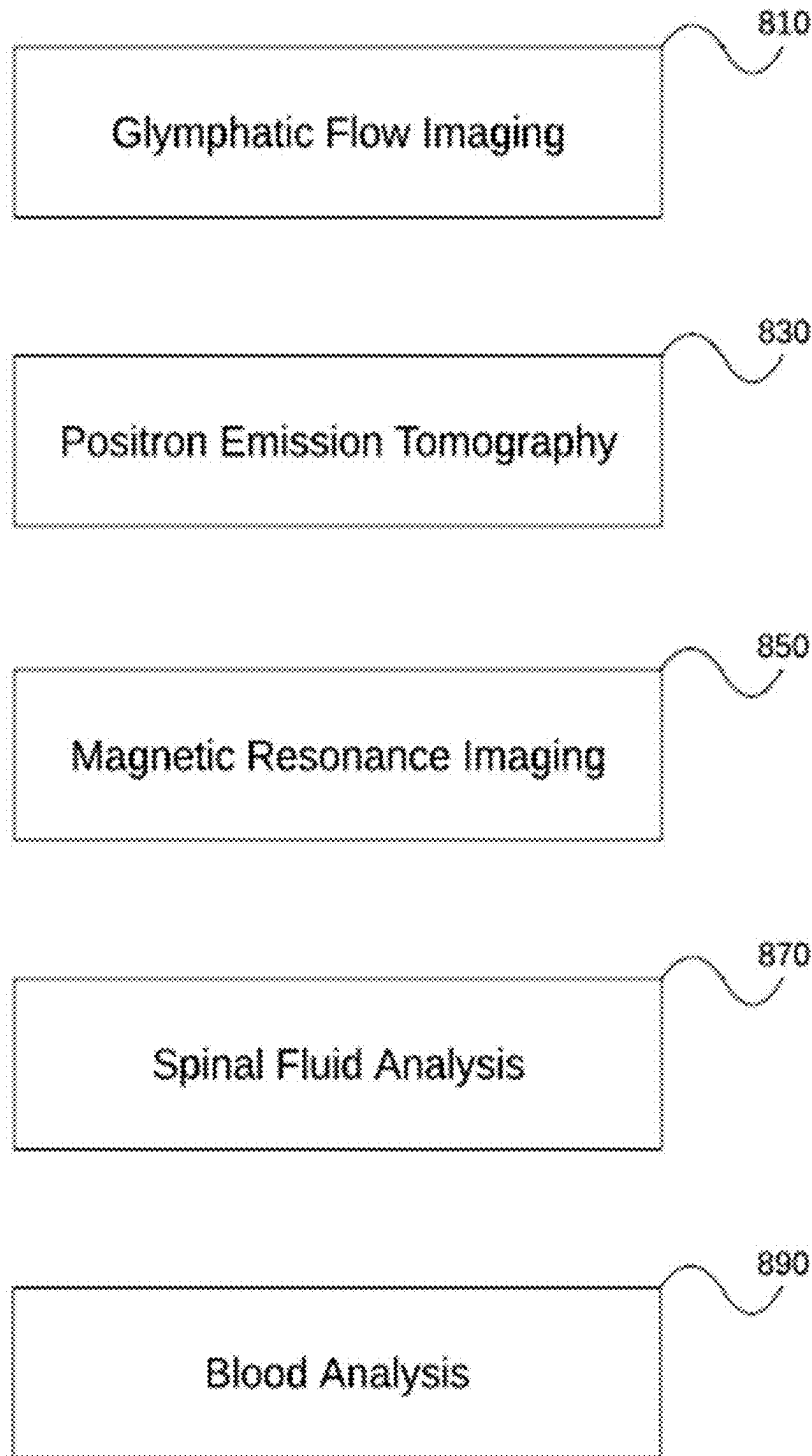 810
Glymphatic Flow Imaging
830
Positron Emission Tomography
850
Magnetic Resonance Imaging
870
Spinal Fluid Analysis
890
Blood Analysis